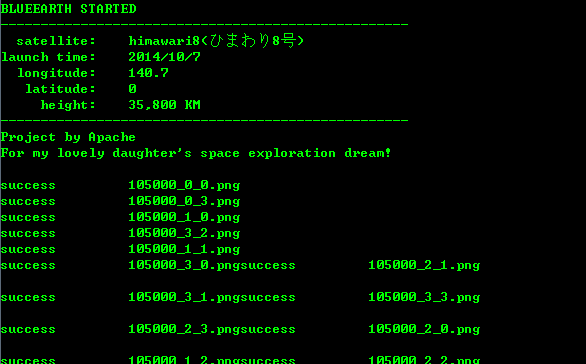 BLUEEARTH STARTED
---------------------------------------------------
satellite: himawari8(ひまわり8号)
launch time: 2014/10/7
longitude: 140.7
latitude: 0
height: 35,800 KM
---------------------------------------------------
Project by Apache
For my lovely daughter's space exploration dream!
success 105000_0_0.png
success 105000_0_3.png
success 105000_1_0.png
success 105000_3_2.png
success 105000_1_1.png
success 105000_3_0.pngsuccess 105000_2_1.png
success 105000_3_1.pngsuccess 105000_3_3.png
success 105000_2_3.pngsuccess 105000_2_0.png
success 105000_1_2.pngsuccess 105000_2_2.png